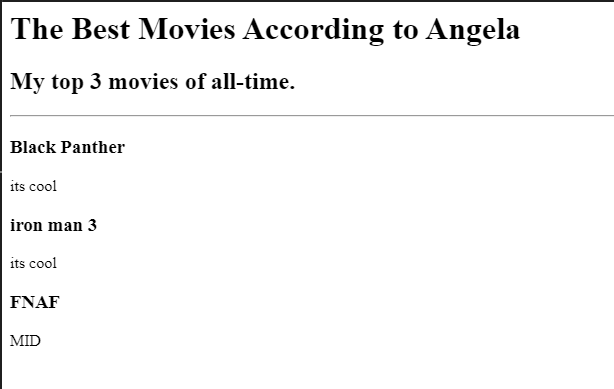 The Best Movies According to Angela
My top 3 movies of all-time.
Black Panther
its cool
iron man 3
its cool
FNAF
MID